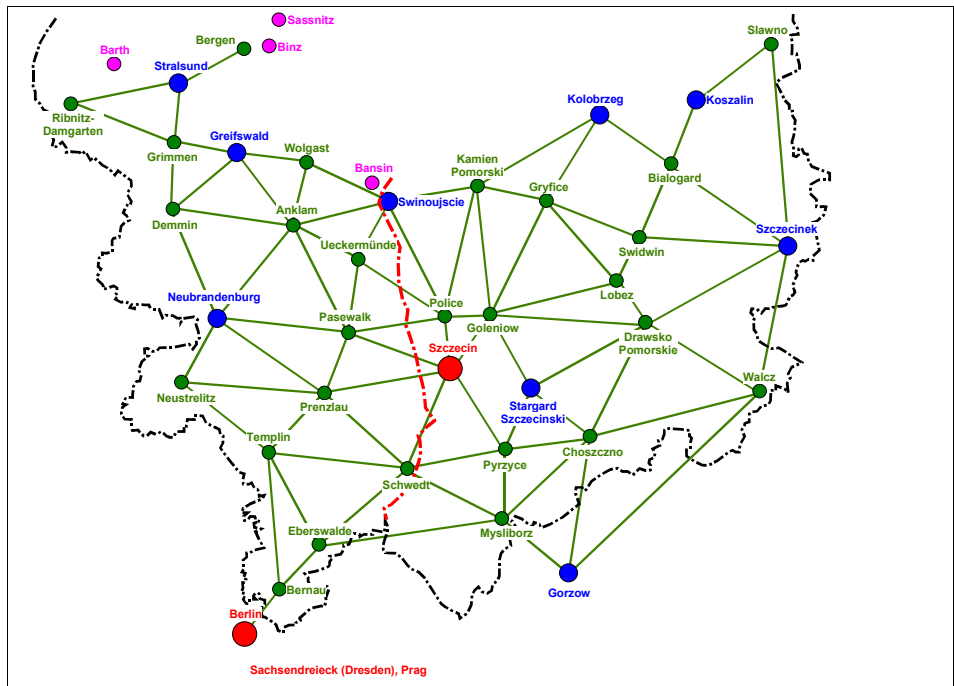 Sassnitz
Slawno
Bergen
Binz
Barth
Stralsund
Kolobrzeg
Koszalin
Ribnitz-
Damgarten
Greifswald
Wolgast
Grimmen
Kamien
Pomorski
Bansin
Gryfice
Bialogard
Swinoujscie
Anklam
Demmin
Szczecinek
Ueckermünde
Swidwin
Neubrandenburg
Lobez
Police
Pasewalk
Goleniow
Drawsko
Pomorskie
Szczecin
Walcz
Neustrelitz
Prenzlau
Stargard
Szczecinski
Templin
Choszczno
Pyrzyce
Schwedt
Eberswalde
Mysliborz
Bernau
Gorzow
Berlin
Sachsendreieck (Dresden), Prag